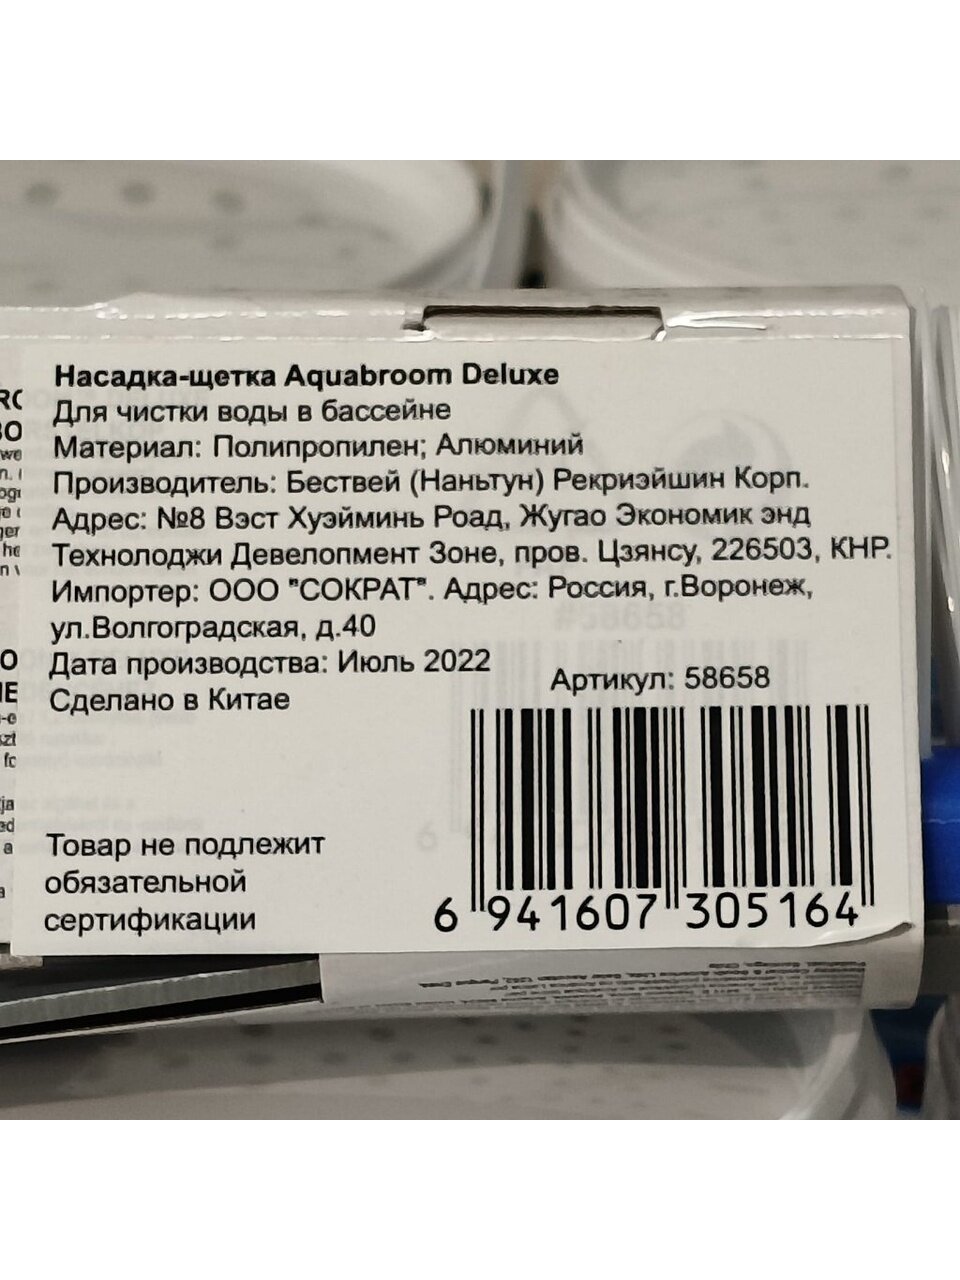 Насадка-щетка Aquabroom Deluxe
Для чистки воды в бассейне
Материал: Полипропилен; Алюминий
Производитель: Бествей (Наньтун) Рекриэйшин Корп.
Адрес: №8 Вэст Хуэйминь Роад, Жугао Экономик энд
Технолоджи Девелопмент Зоне, пров. Цзянсу, 226503, КНР.
Импортер: ООО "СОКРАТ". Адрес: Россия, г.Воронеж,
ул.Волгоградская, д.40
Дата производства: Июль 2022
Сделано в Китае
Артикул: 58658
Товар не подлежит
обязательной
сертификации
6 941607 305164